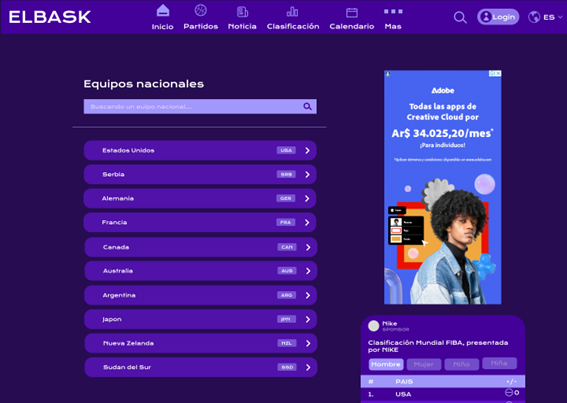 ELBASK
Inicio
Partidos
Noticia
Clasificación
Calendario
Mas
Login
ES
Equipos nacionales
Buscando un quipo nacional...
Estados Unidos
USA
Serbia
SRB
Alemania
GER
Francia
FRA
Canada
CAN
Australia
AUS
Argentina
ARG
Japon
JPN
Nueva Zelanda
NZL
Sudan del Sur
SSD
Adobe
Todas las apps de
Creative Cloud por
Ar$ 34.025,20/mes*
¡Para individuos!
Nike
SPONSOR
Clasificación Mundial FIBA, presentada
por NIKE
Hombre
Mujer
Niño
Niña
# PAIS +/-
1. USA 0